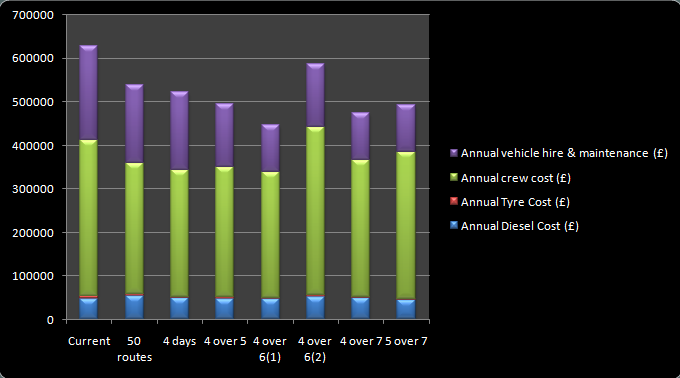 700000
600000
500000
400000
300000
200000
100000
0
Current
50 routes
4 days
4 over 5
4 over 6(1)
4 over 6(2)
4 over 7
5 over 7
Annual vehicle hire & maintenance (£)
Annual crew cost (£)
Annual Tyre Cost (£)
Annual Diesel Cost (£)